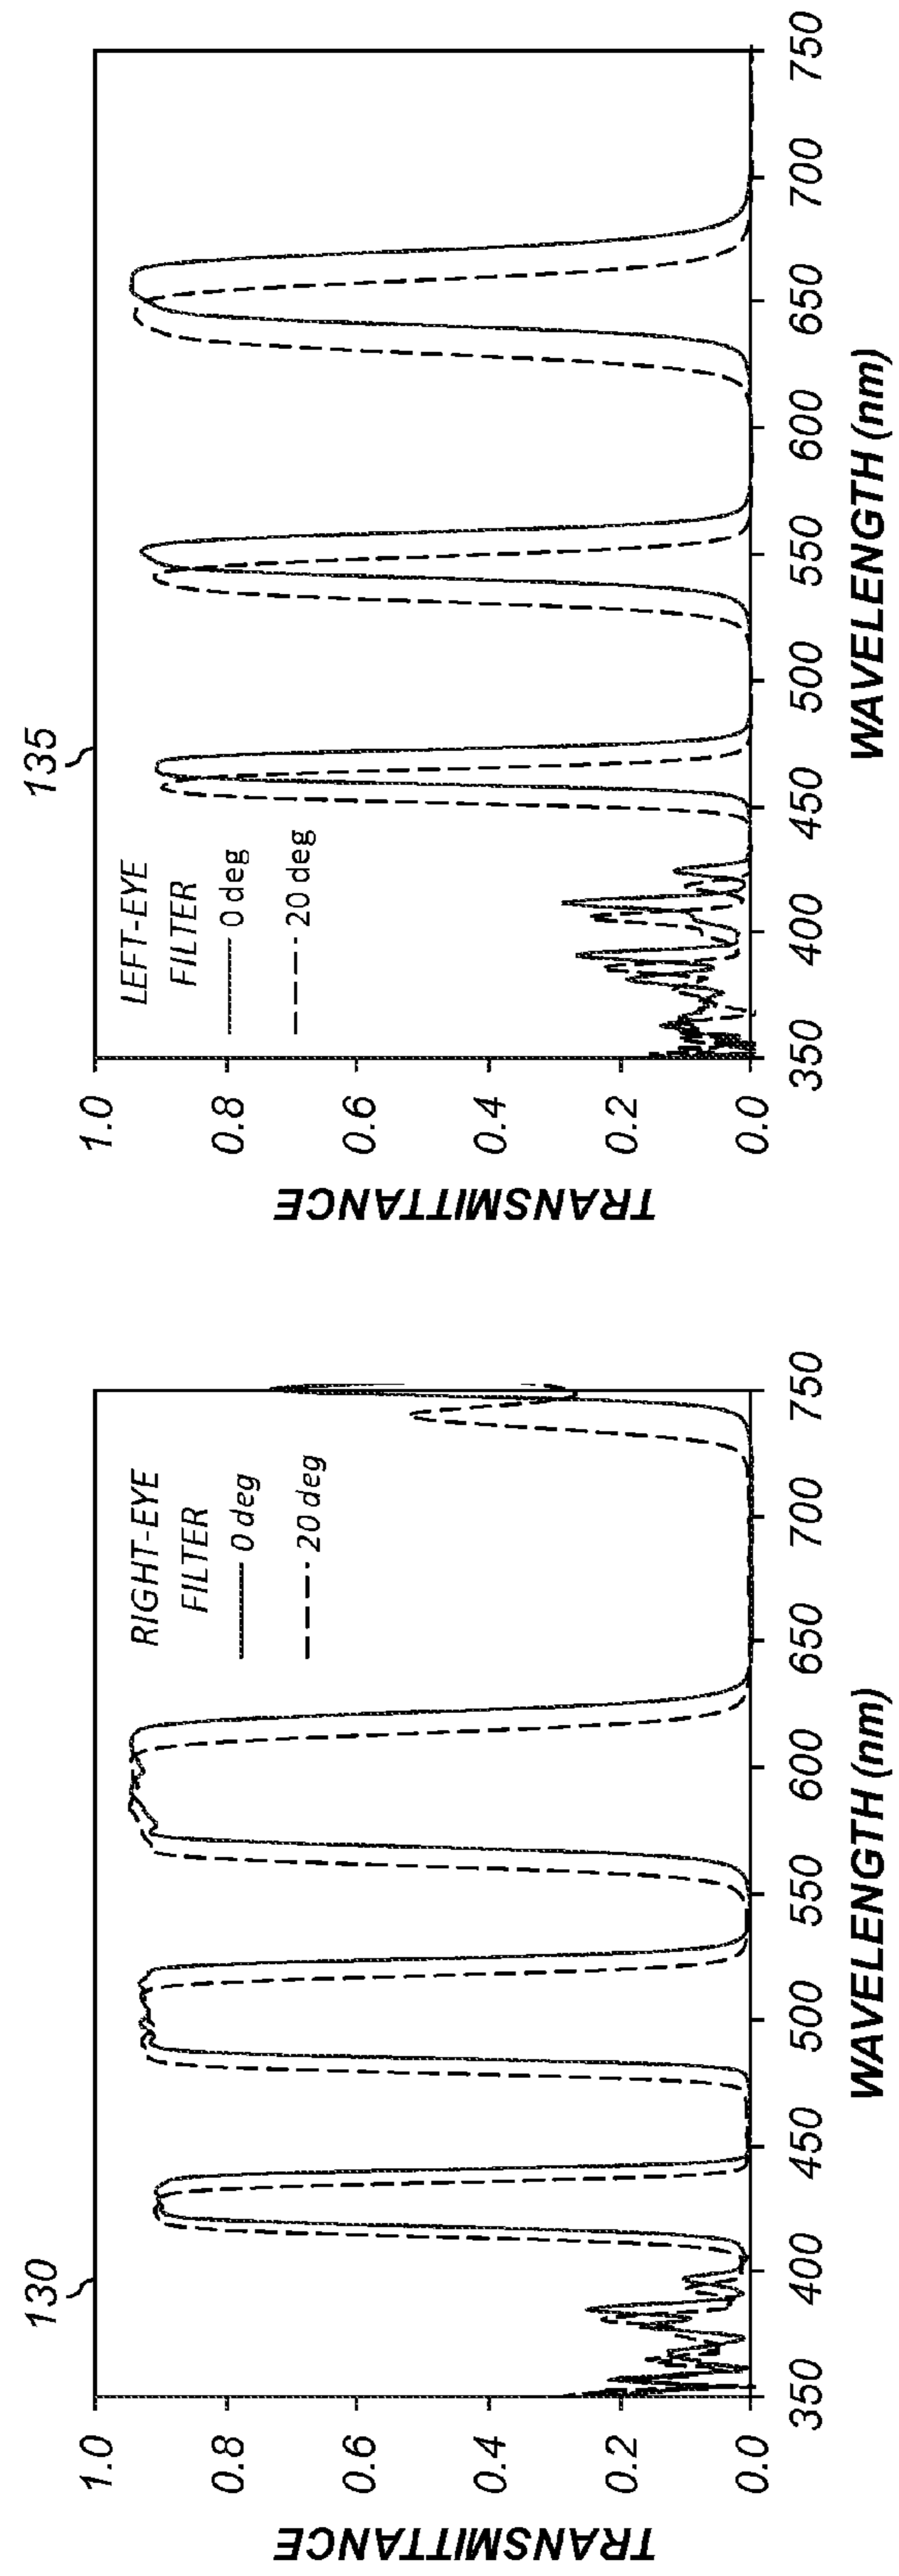 130
RIGHT-EYE
FILTER
0 deg
20 deg
TRANSMITTANCE
1.0
0.8
0.6
0.4
0.2
0.0
350 400 450 500 550 600 650 700 750
WAVELENGTH (nm)
135
LEFT-EYE
FILTER
0 deg
20 deg
TRANSMITTANCE
1.0
0.8
0.6
0.4
0.2
0.0
350 400 450 500 550 600 650 700 750
WAVELENGTH (nm)